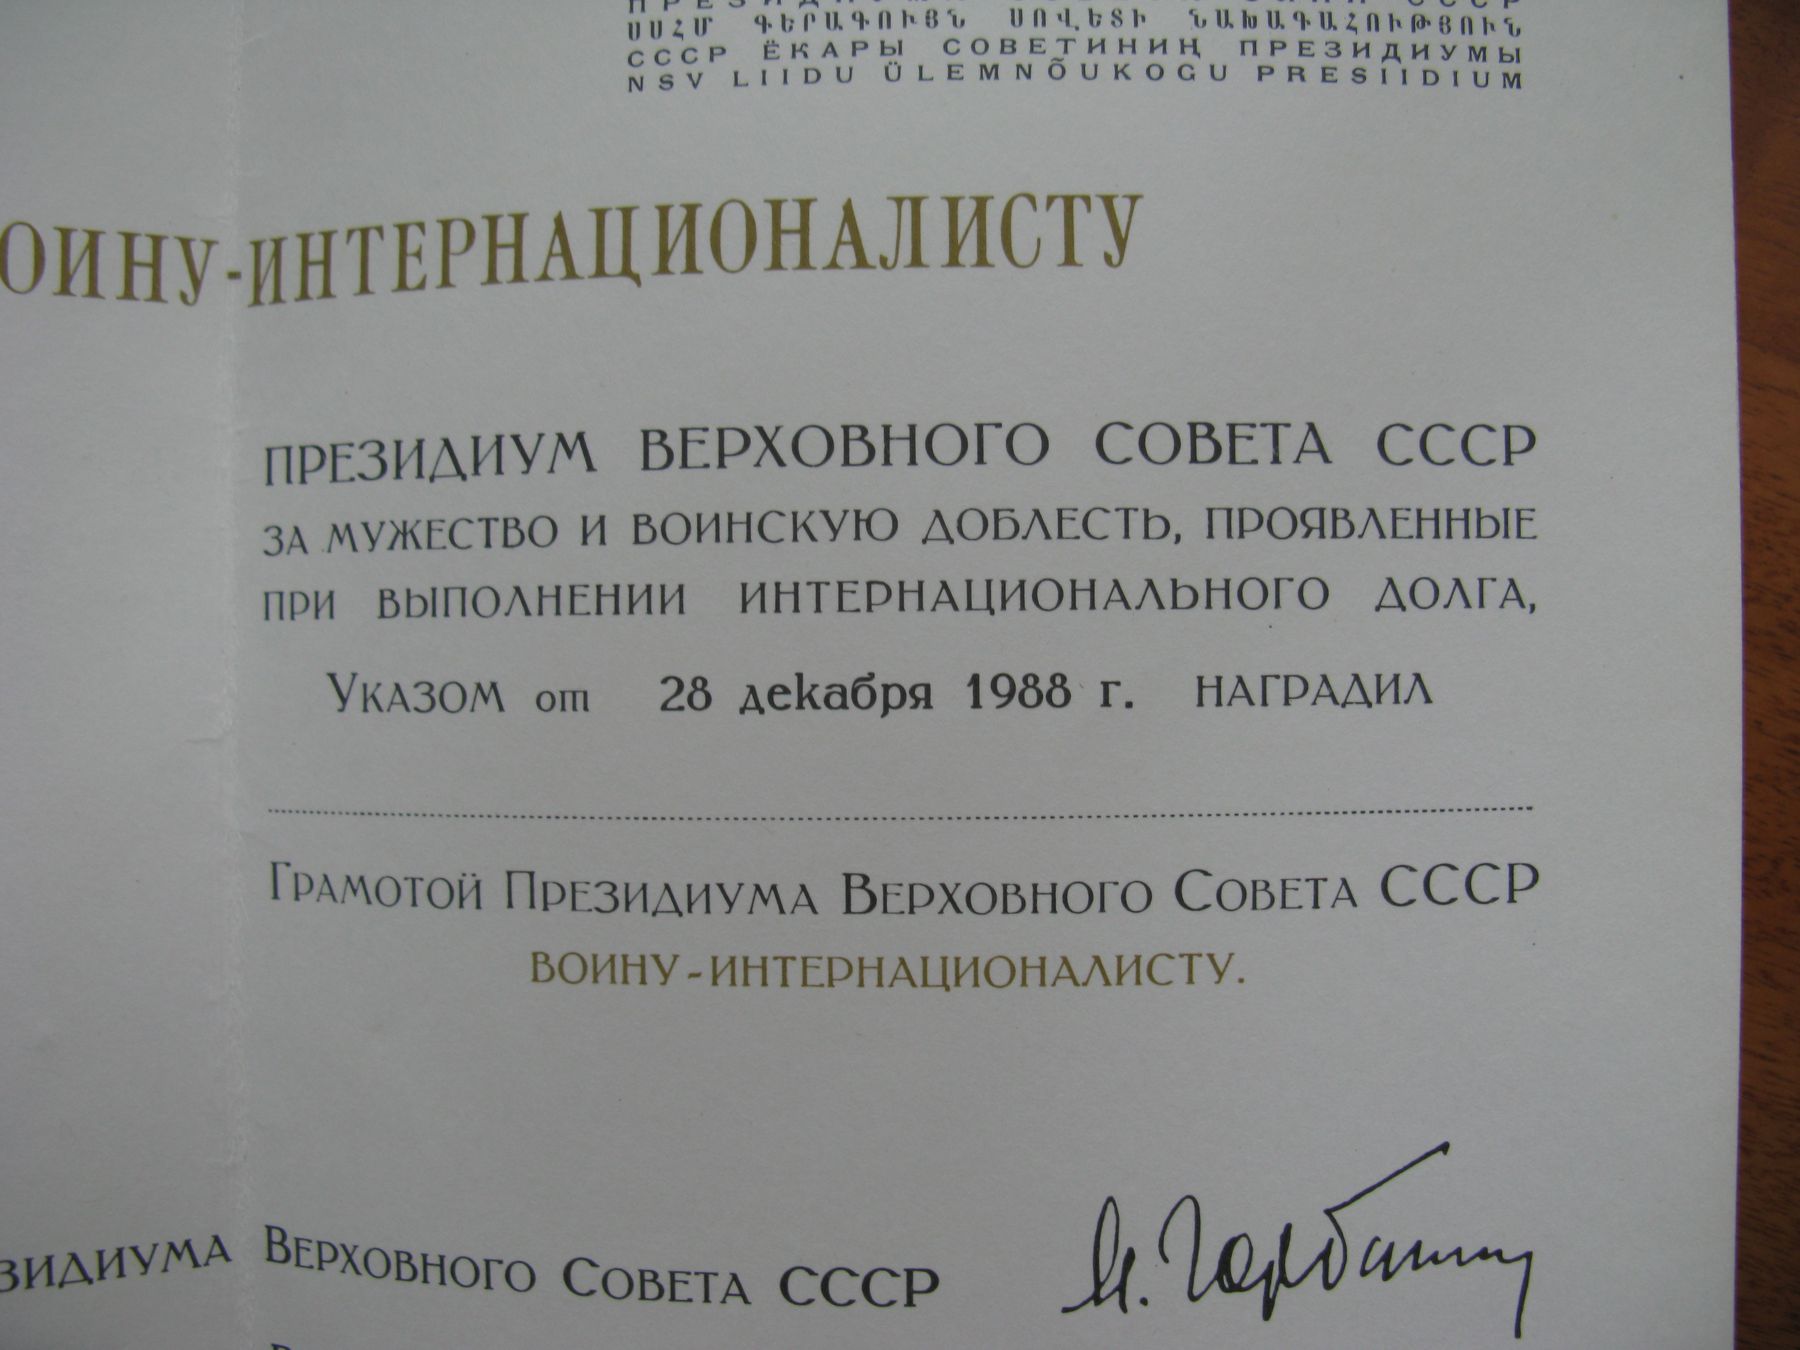 ՍՍՀՄ ԳԵՐԱԳՈՒՅՆ ՍՈՎԵՏԻ ՆԱԽԱԳԱՀՈՒԹՅՈՒՆ
СССР ЁКАРЫ СОВЕТИНИҢ ПРЕЗИДИУМЫ
NSV LIIDU ÜLEMNÕUKOGU PRESIIDIUM
ОИНУ-ИНТЕРНАЦИОНАЛИСТУ
ПРЕЗИДИУМ ВЕРХОВНОГО СОВЕТА СССР
ЗА МУЖЕСТВО И ВОИНСКУЮ ДОБЛЕСТЬ, ПРОЯВЛЕННЫЕ
ПРИ ВЫПОЛНЕНИИ ИНТЕРНАЦИОНАЛЬНОГО ДОЛГА,
УКАЗОМ от 28 декабря 1988 г. НАГРАДИЛ
ГРАМОТОЙ ПРЕЗИДИУМА ВЕРХОВНОГО СОВЕТА СССР
ВОИНУ-ИНТЕРНАЦИОНАЛИСТУ.
ЗИДИУМА ВЕРХОВНОГО СОВЕТА СССР